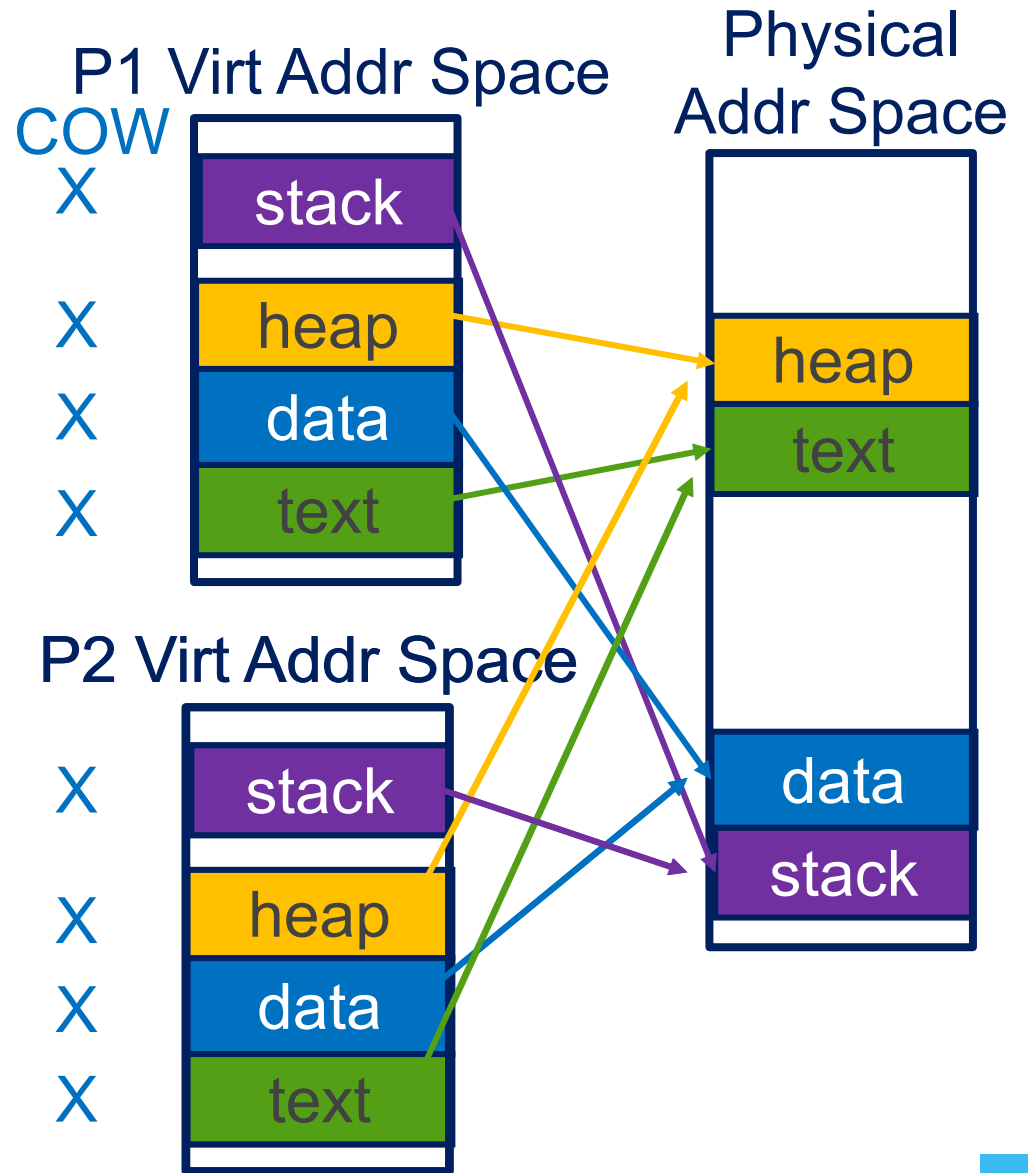 P1 Virt Addr Space
COW
X stack
X heap
X data
X text
Physical
Addr Space
heap
text
data
stack
P2 Virt Addr Space
X stack
X heap
X data
X text